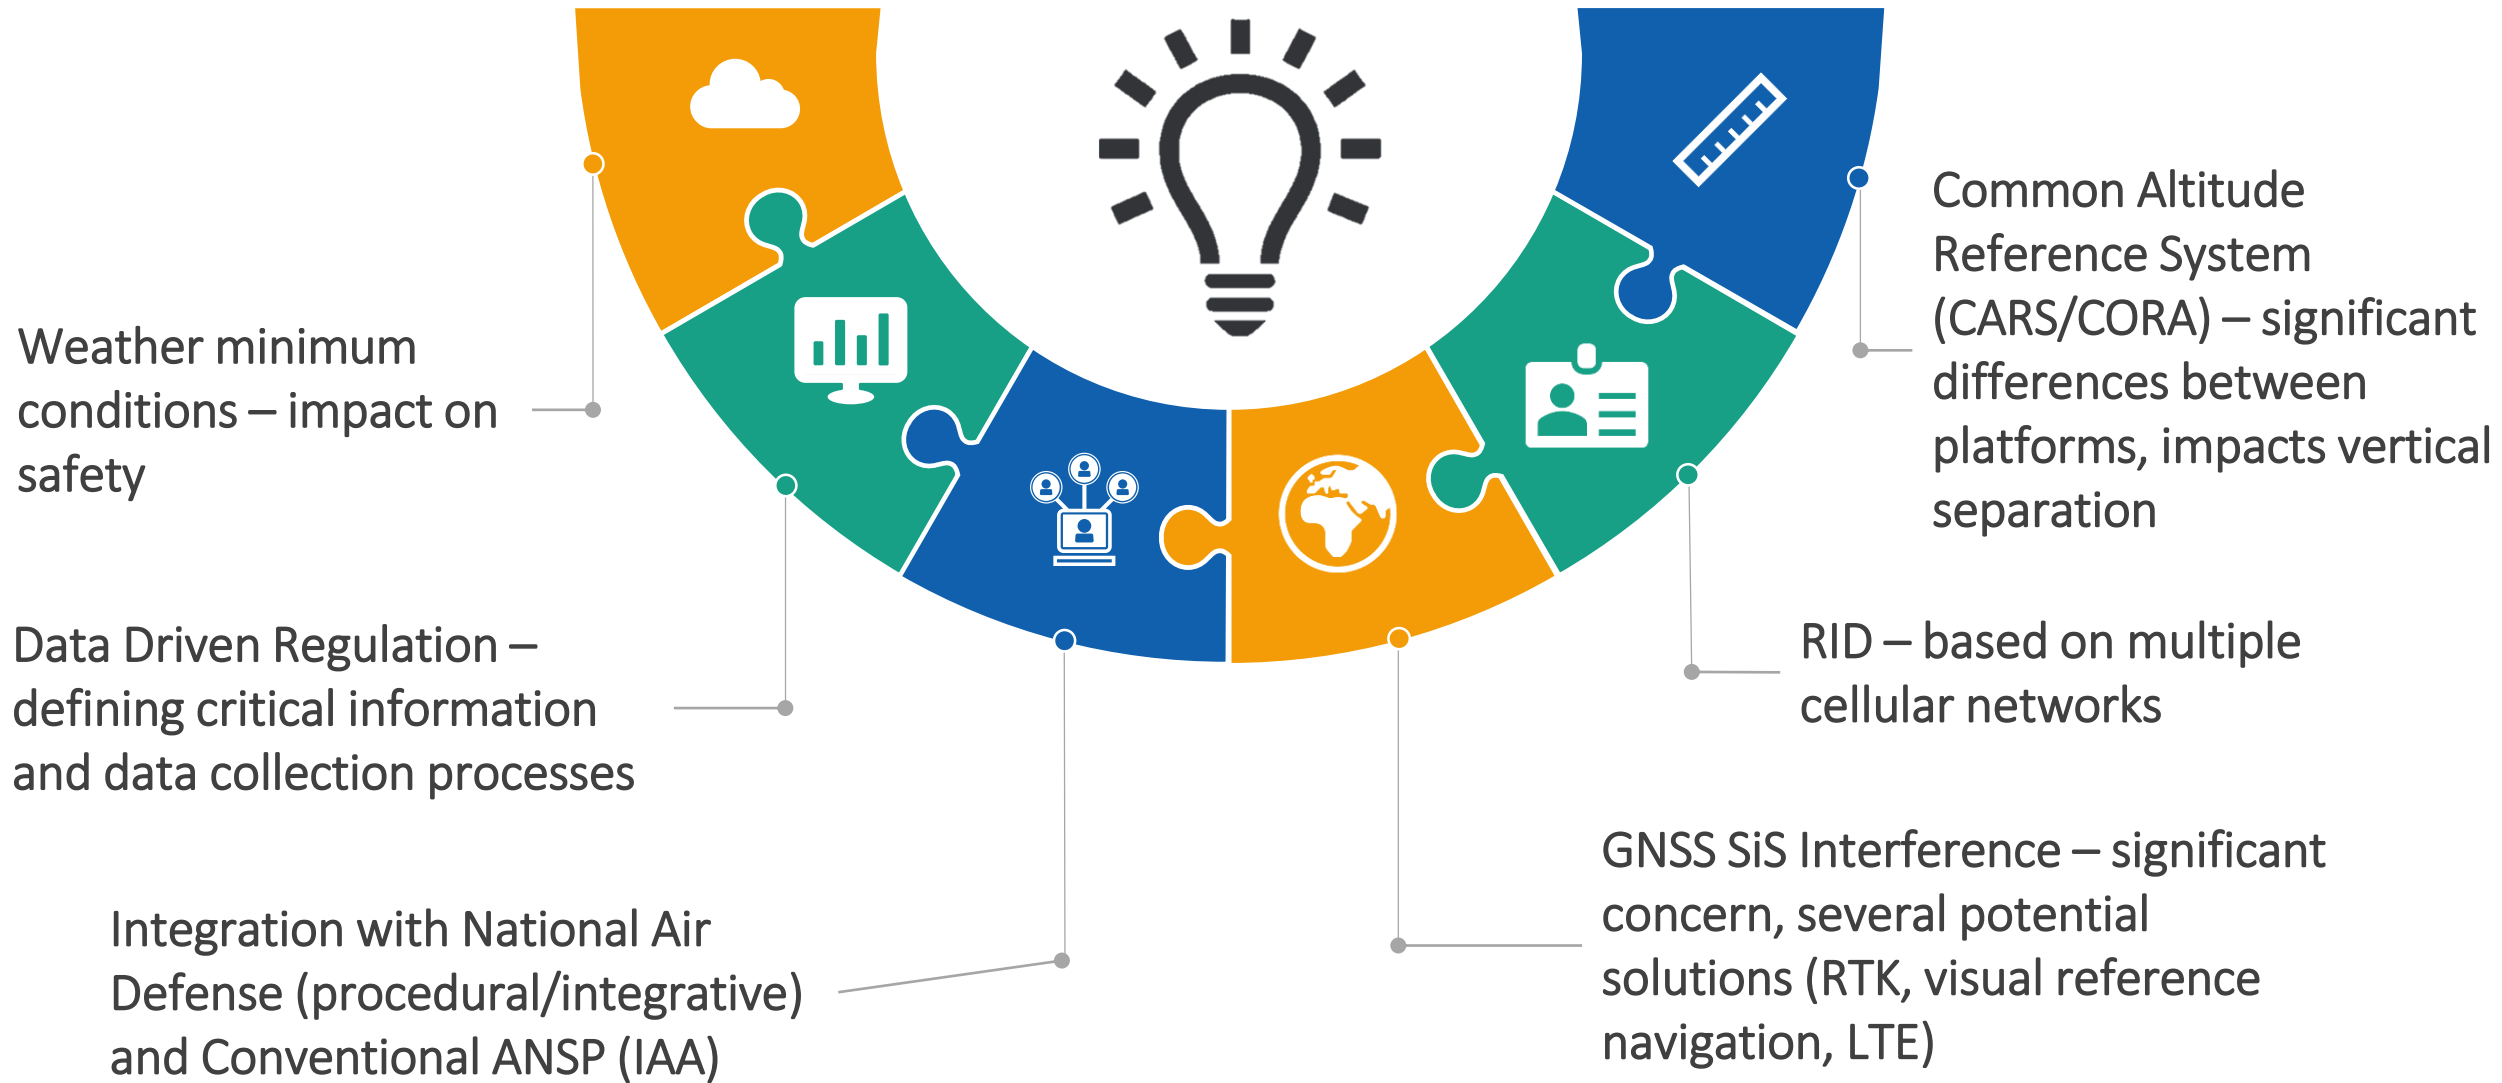 Weather minimum
conditions – impact on
safety
Data Driven Regulation –
defining critical information
and data collection processes
Integration with National Air
Defense (procedural/integrative)
and Conventional ANSP (IAA)
Common Altitude
Reference System
(CARS/CORA) – significant
differences between
platforms, impacts vertical
separation
RID – based on multiple
cellular networks
GNSS SiS Interference – significant
concern, several potential
solutions (RTK, visual reference
navigation, LTE)